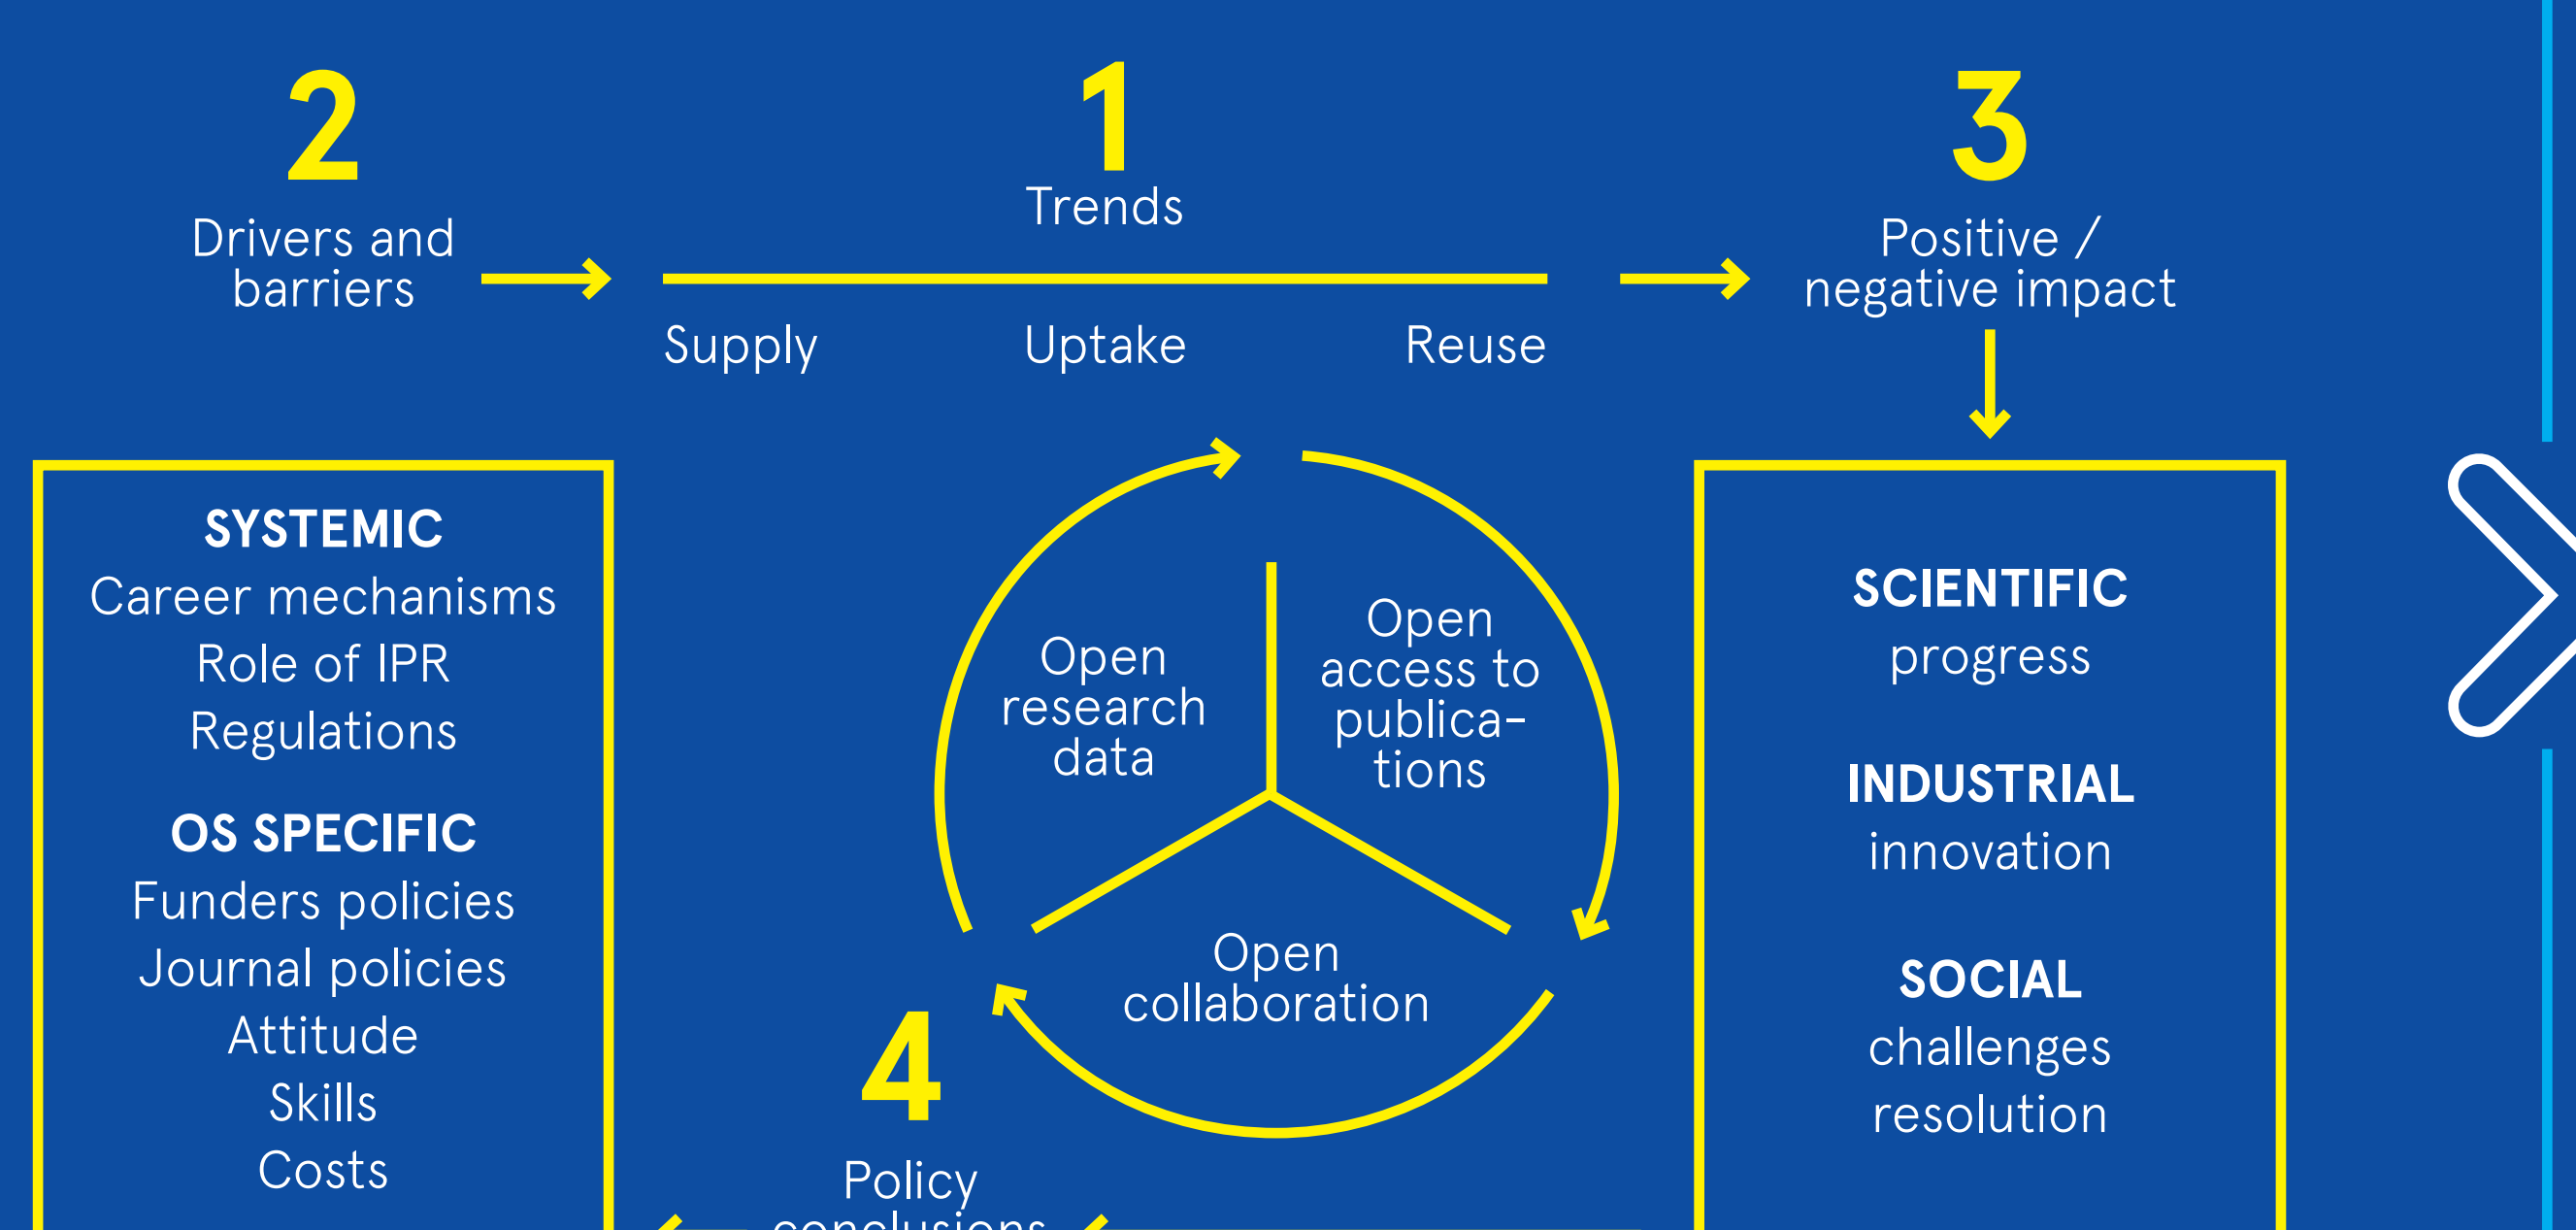 2
Drivers and
barriers
1
Trends
Supply
Uptake
Reuse
3
Positive /
negative impact
SYSTEMIC
Career mechanisms
Role of IPR
Regulations
OS SPECIFIC
Funders policies
Journal policies
Attitude
Skills
Costs
Open
research
data
Open
access to
publica-
tions
Open
collaboration
4
Policy
conclusions
SCIENTIFIC
progress
INDUSTRIAL
innovation
SOCIAL
challenges
resolution